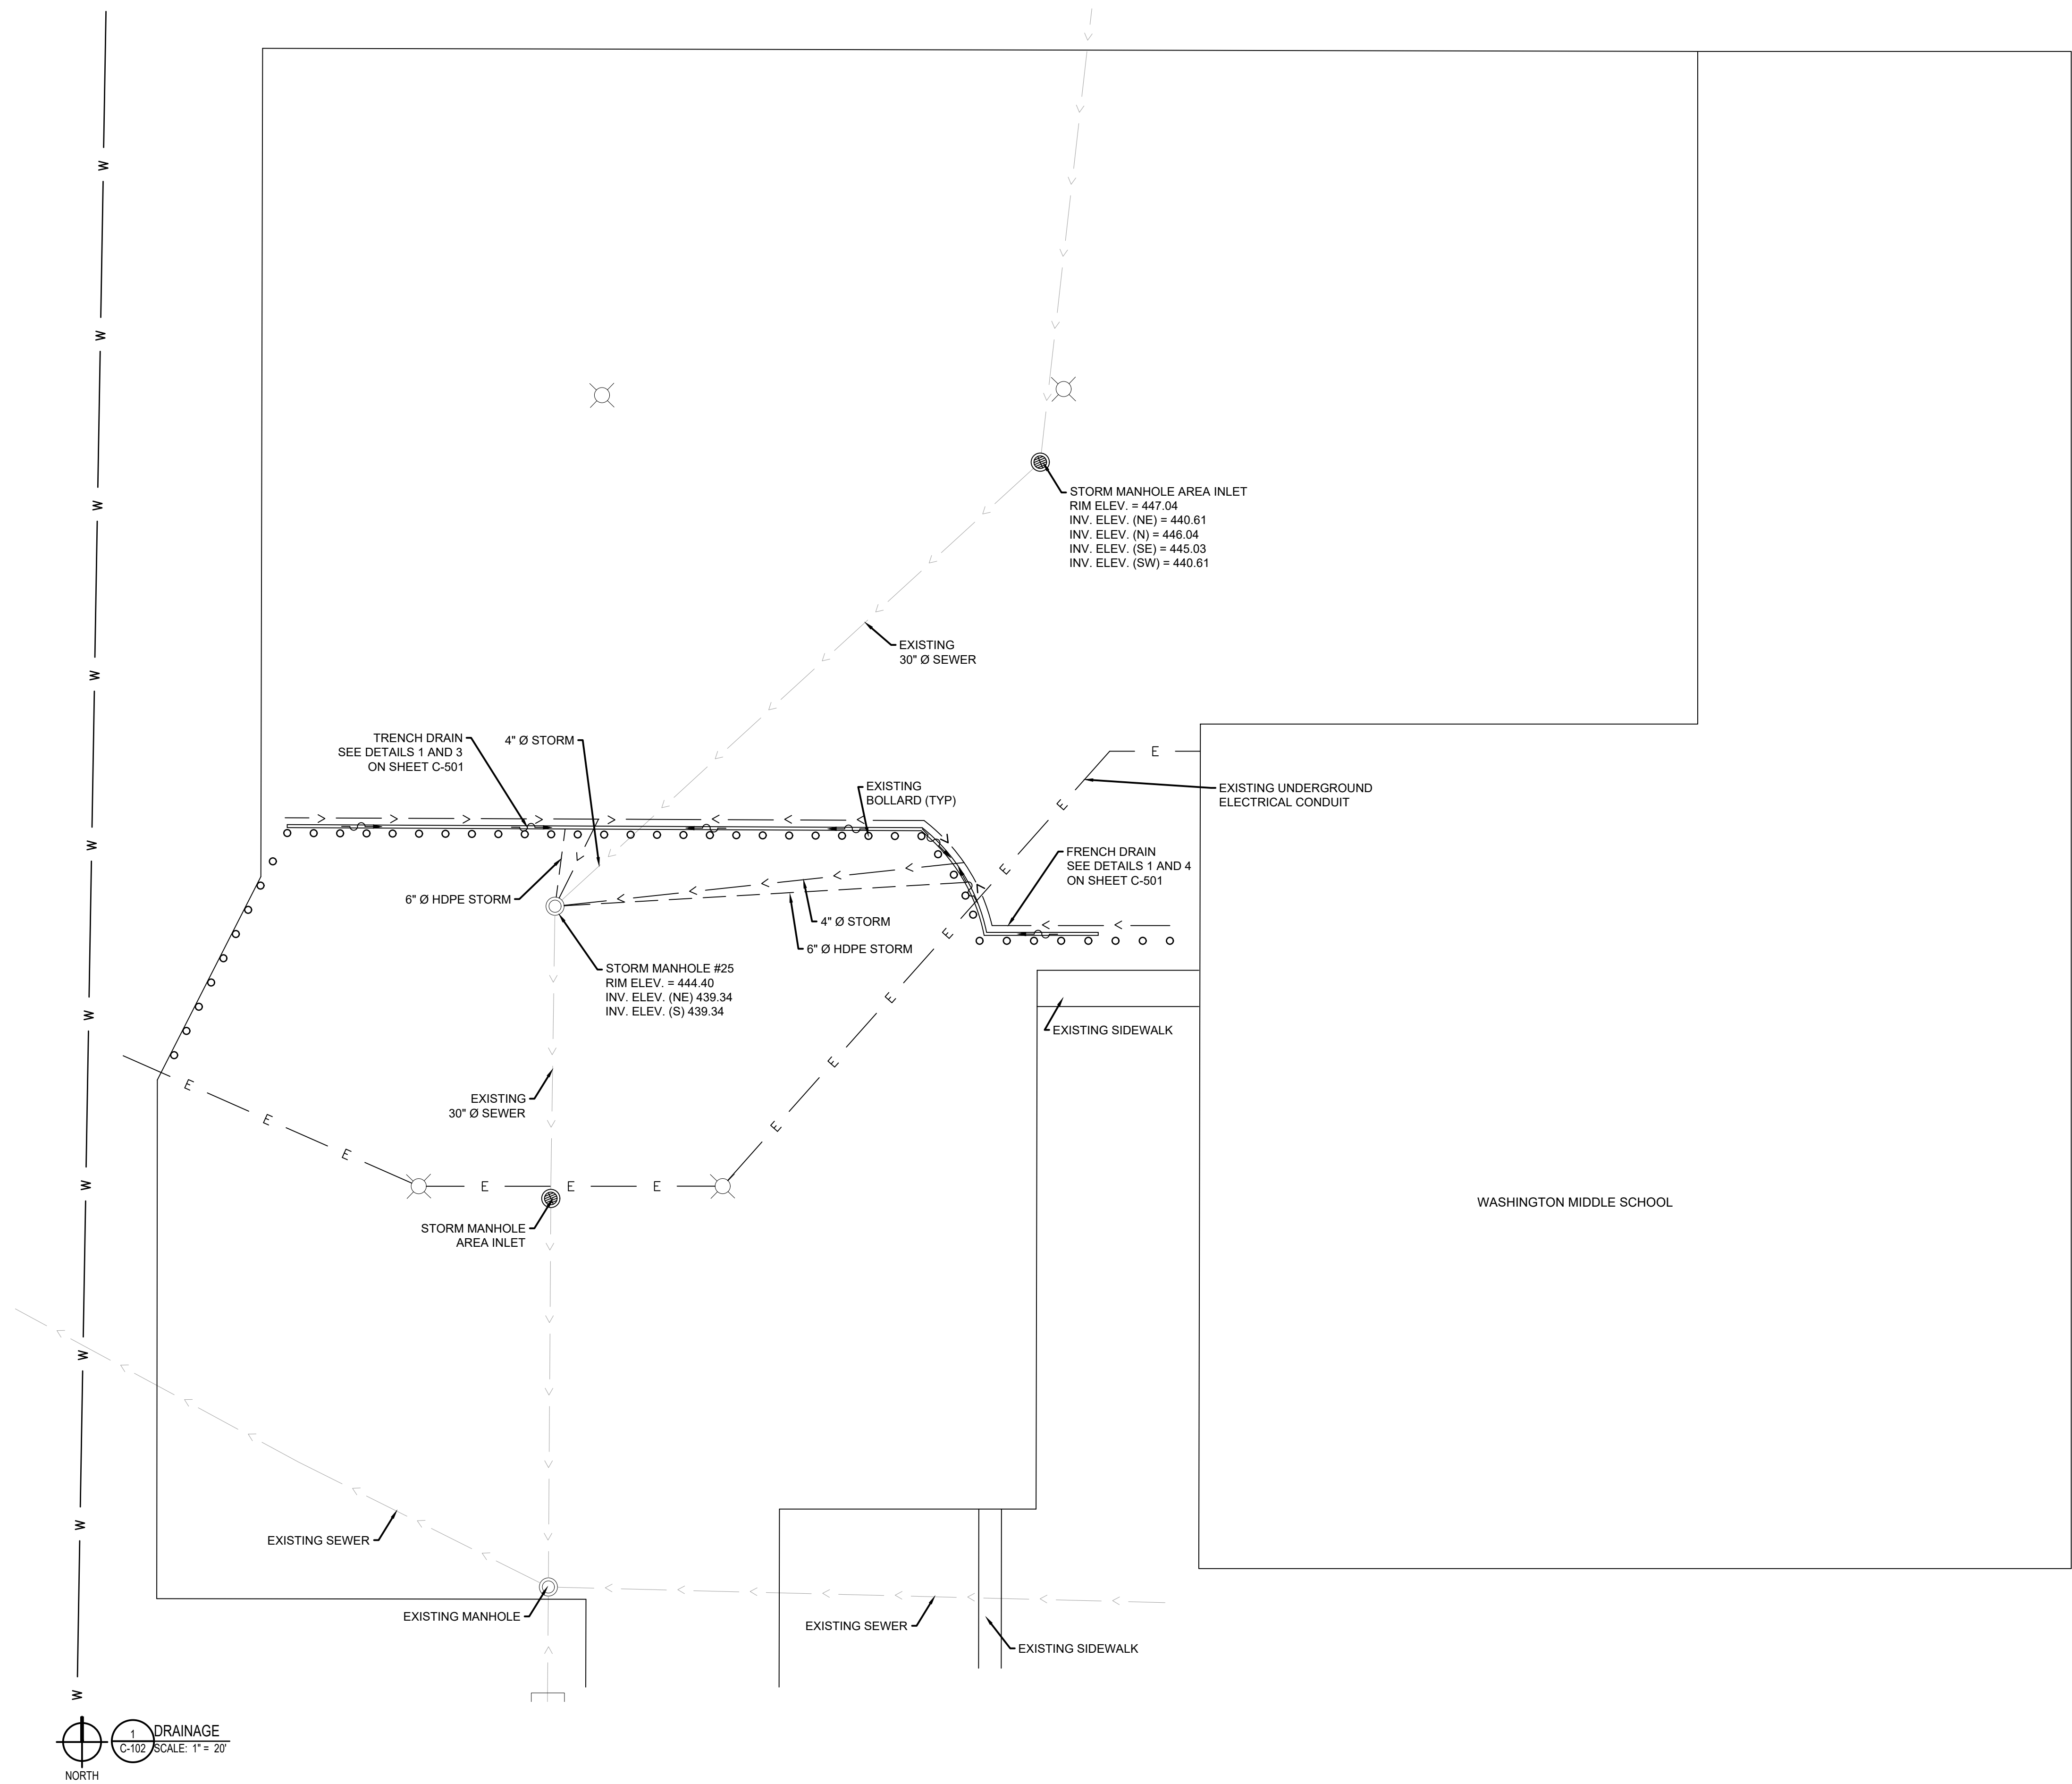 STORM MANHOLE AREA INLET
RIM ELEV. = 447.04
INV. ELEV. (NE) = 440.61
INV. ELEV. (N) = 446.04
INV. ELEV. (SE) = 445.03
INV. ELEV. (SW) = 440.61
EXISTING
30" Ø SEWER
TRENCH DRAIN
SEE DETAILS 1 AND 3
ON SHEET C-501
4" Ø STORM
EXISTING
BOLLARD (TYP)
EXISTING UNDERGROUND
ELECTRICAL CONDUIT
FRENCH DRAIN
SEE DETAILS 1 AND 4
ON SHEET C-501
6" Ø HDPE STORM
4" Ø STORM
6" Ø HDPE STORM
STORM MANHOLE #25
RIM ELEV. = 444.40
INV. ELEV. (NE) 439.34
INV. ELEV. (S) 439.34
EXISTING SIDEWALK
EXISTING
30" Ø SEWER
STORM MANHOLE
AREA INLET
WASHINGTON MIDDLE SCHOOL
EXISTING SEWER
EXISTING MANHOLE
EXISTING SEWER
EXISTING SIDEWALK
W
W
W
W
W
W
W
W
W
W
E
E
E
E
E
E
E
E
E
E
E
E
E
1
C-102
DRAINAGE
SCALE: 1" = 20'
NORTH